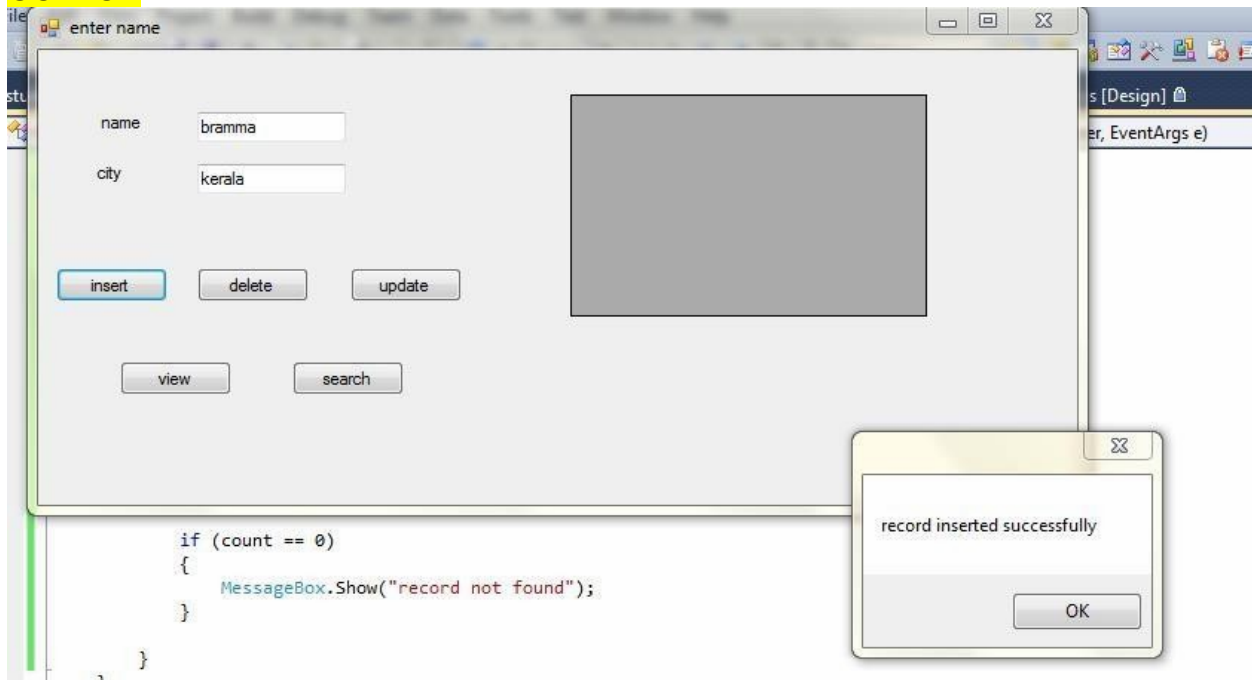 enter name
s [Design]
er, EventArgs e)
name
bramma
city
kerala
insert
delete
update
view
search
record inserted successfully
OK
if (count == 0)
{
MessageBox.Show("record not found");
}
}